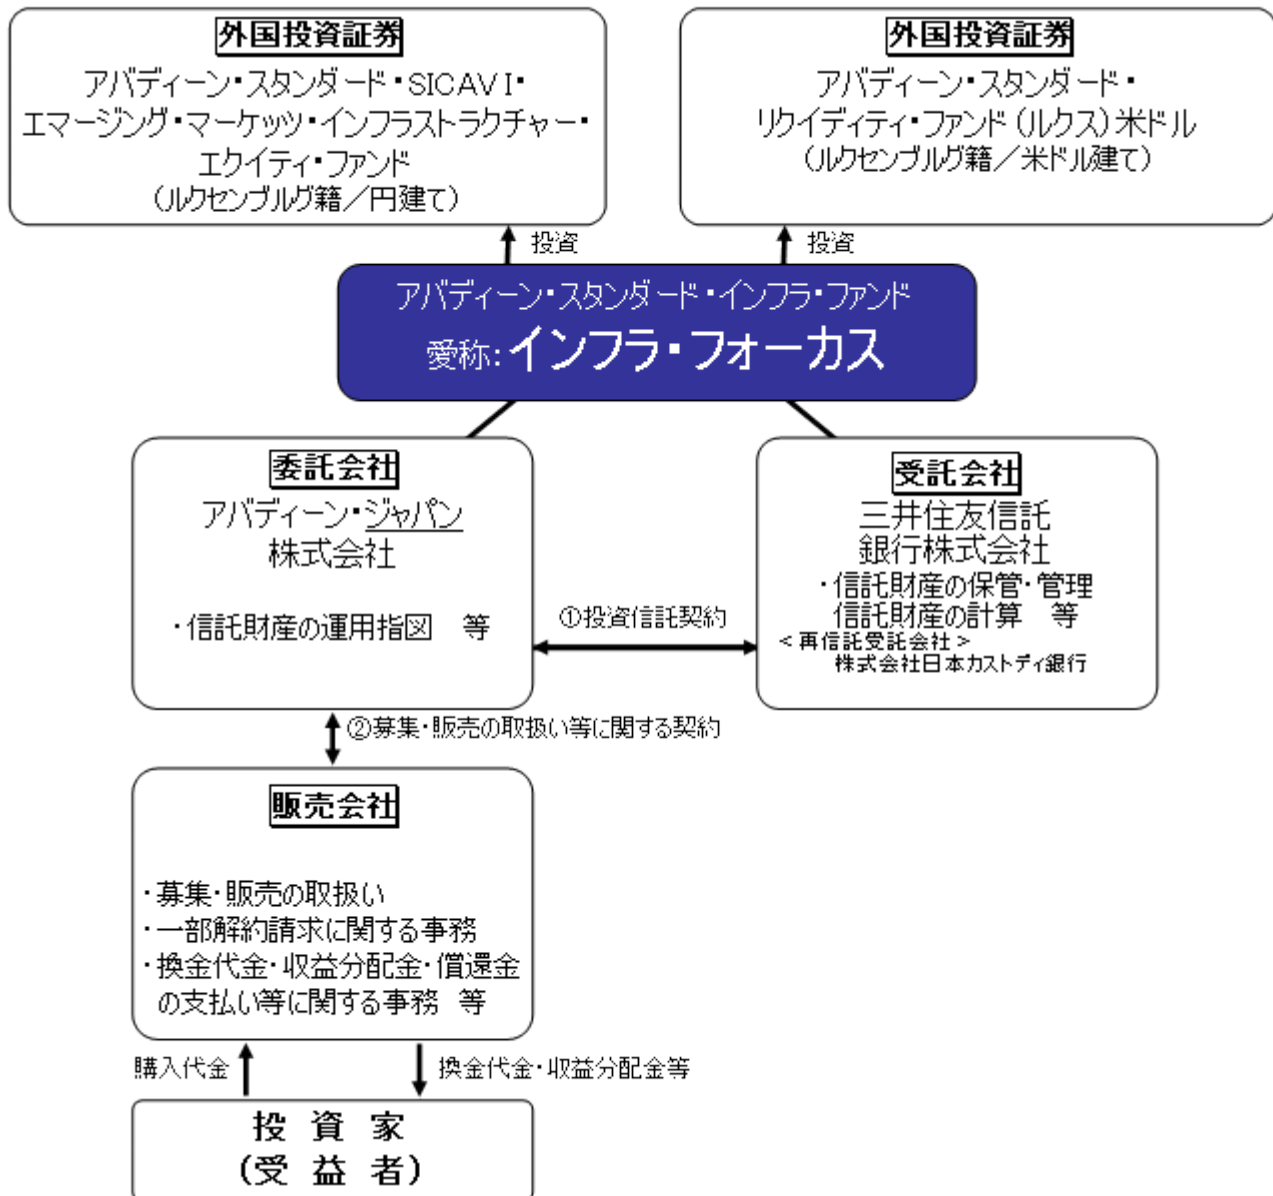 外国投資証券
アバディーン・スタンダード・SICAVⅠ・
エマージング・マーケッツ・インフラストラクチャー・
エクイティ・ファンド
（ルクセンブルグ籍／円建て）
外国投資証券
アバディーン・スタンダード・
リクイディティ・ファンド（ルクス）米ドル
（ルクセンブルグ籍／米ドル建て）
投資
投資
アバディーン・スタンダード・インフラ・ファンド
愛称：インフラ・フォーカス
委託会社
アバディーン・ジャパン
株式会社
・信託財産の運用指図　等
受託会社
三井住友信託
銀行株式会社
・信託財産の保管・管理
信託財産の計算　等
＜再信託受託会社＞
株式会社日本カストディ銀行
①投資信託契約
②募集・販売の取扱い等に関する契約
販売会社
・募集・販売の取扱い
・一部解約請求に関する事務
・換金代金・収益分配金・償還金
の支払い等に関する事務　等
購入代金
換金代金・収益分配金等
投 資 家
（受 益 者）